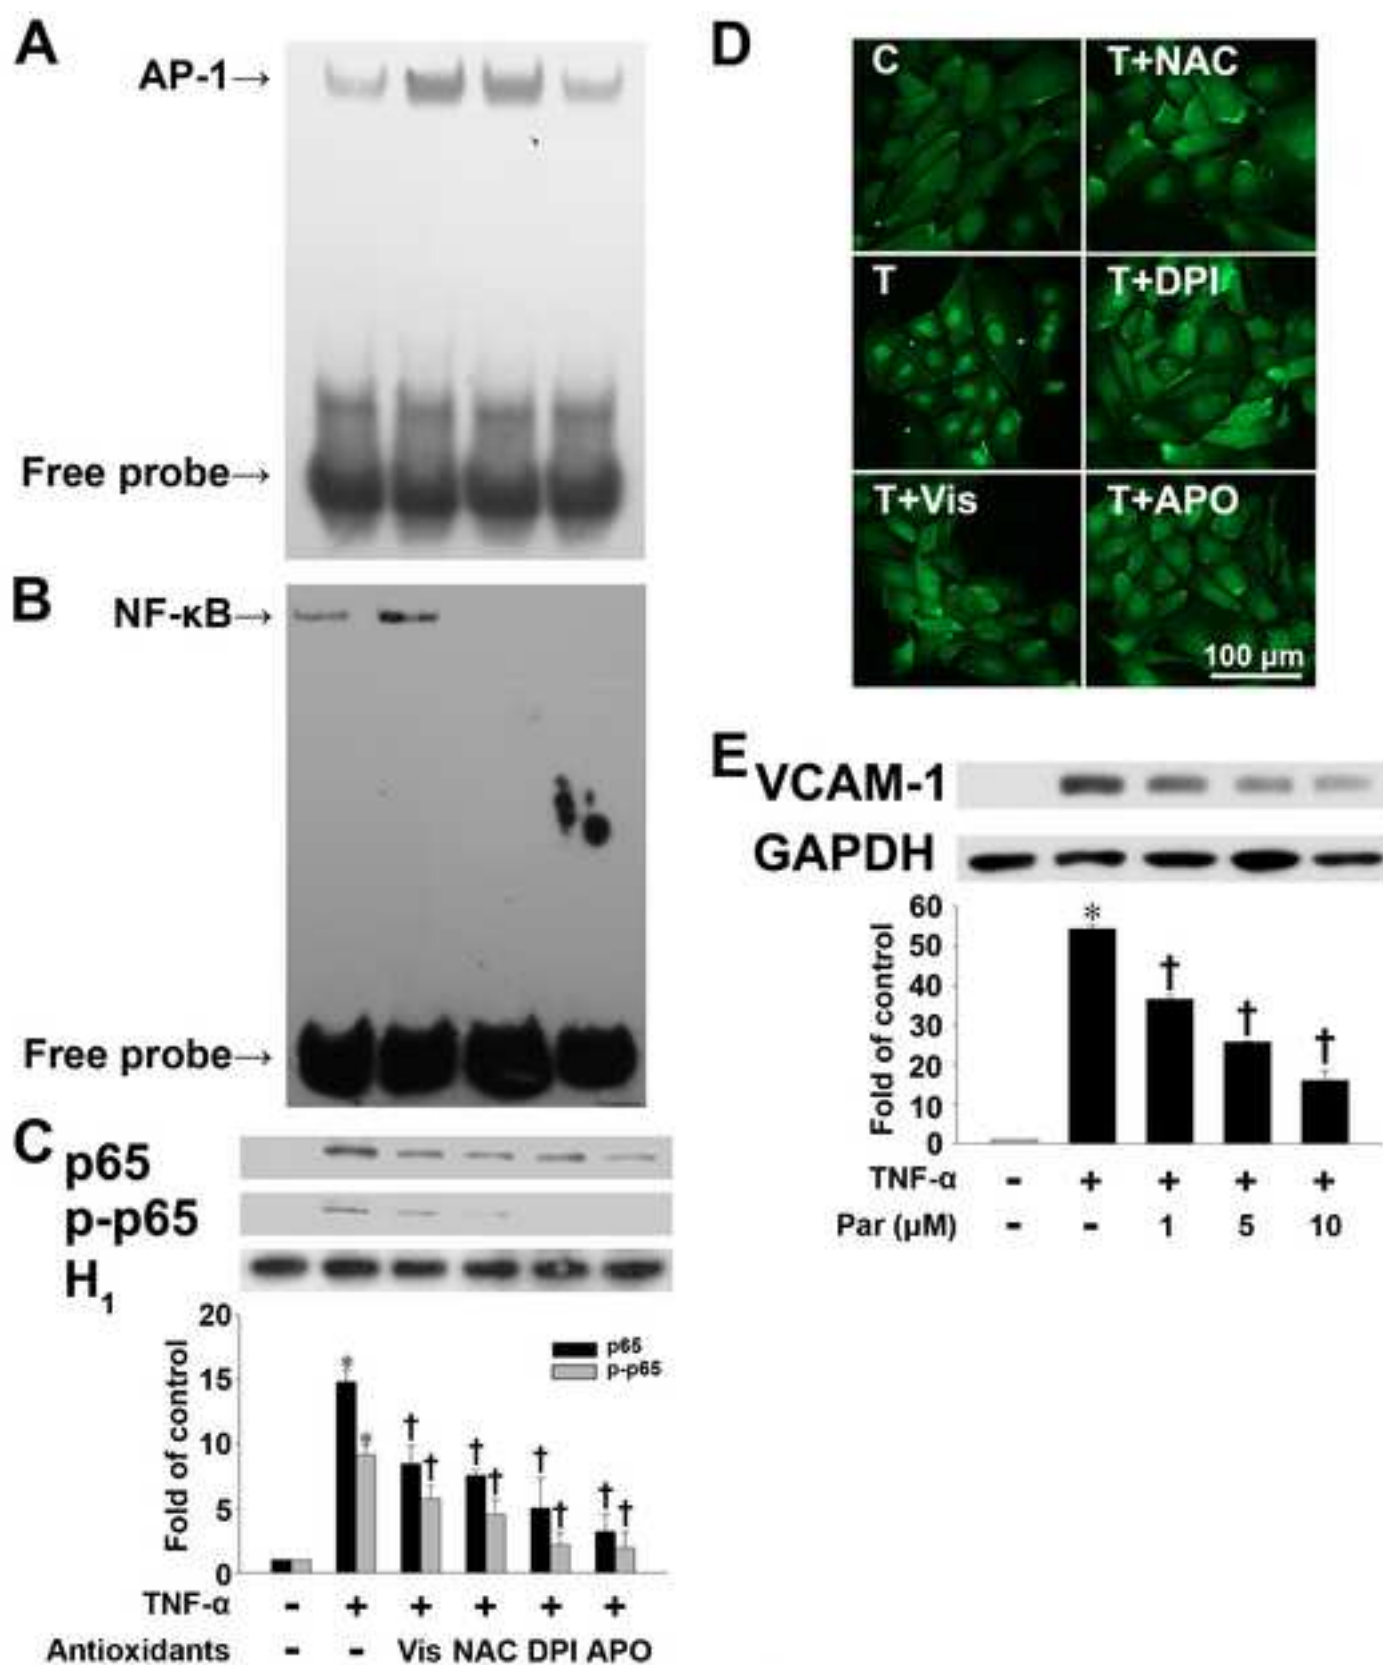 A
AP-1→
Free probe→
B
NF-κB→
Free probe→
C
p65
p-p65
H1
20
15
10
5
0
Fold of control
p65
p-p65
* * † † † † † † † †
TNF-α - + + + + +
Antioxidants - - Vis NAC DPI APO
D
C
T+NAC
T
T+DPI
T+Vis
T+APO
100 µm
E
VCAM-1
GAPDH
60
50
40
30
20
10
0
Fold of control
* † † †
TNF-α - + + + +
Par (µM) - - 1 5 10